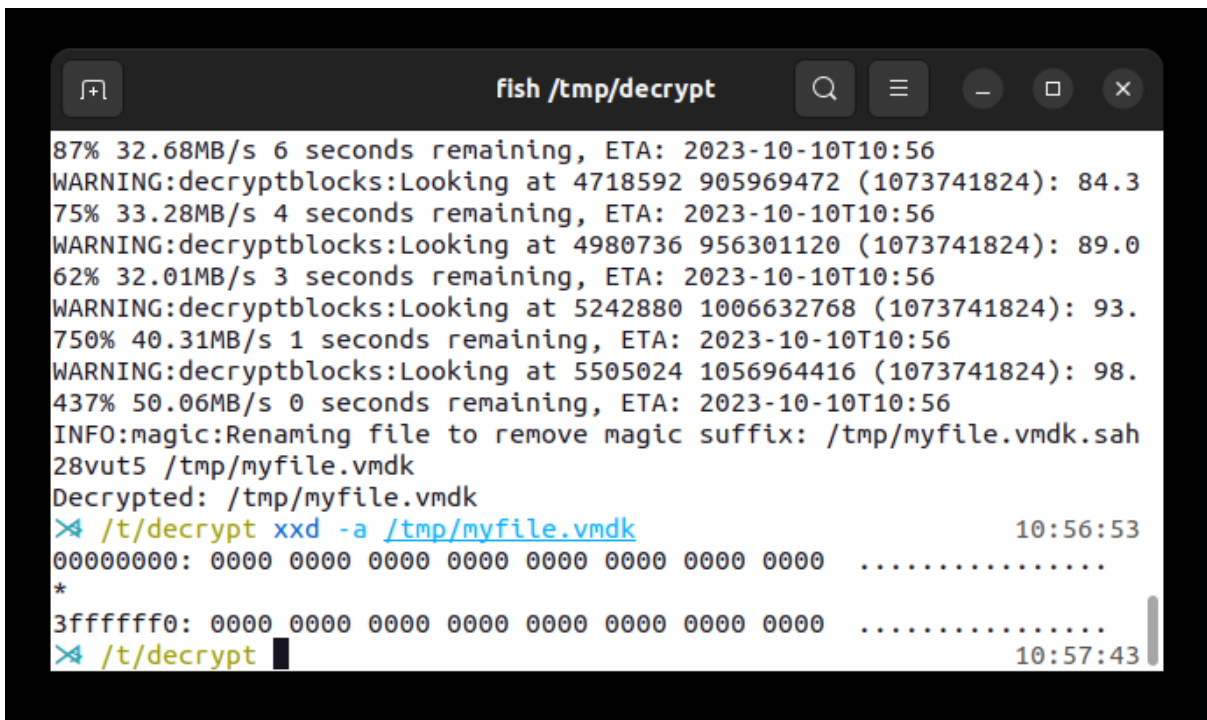 fish /tmp/decrypt
87% 32.68MB/s 6 seconds remaining, ETA: 2023-10-10T10:56
WARNING:decryptblocks:Looking at 4718592 905969472 (1073741824): 84.3
75% 33.28MB/s 4 seconds remaining, ETA: 2023-10-10T10:56
WARNING:decryptblocks:Looking at 4980736 956301120 (1073741824): 89.0
62% 32.01MB/s 3 seconds remaining, ETA: 2023-10-10T10:56
WARNING:decryptblocks:Looking at 5242880 1006632768 (1073741824): 93.
750% 40.31MB/s 1 seconds remaining, ETA: 2023-10-10T10:56
WARNING:decryptblocks:Looking at 5505024 1056964416 (1073741824): 98.
437% 50.06MB/s 0 seconds remaining, ETA: 2023-10-10T10:56
INFO:magic:Renaming file to remove magic suffix: /tmp/myfile.vmdk.sah
28vut5 /tmp/myfile.vmdk
Decrypted: /tmp/myfile.vmdk
⋊ /t/decrypt xxd -a /tmp/myfile.vmdk 10:56:53
00000000: 0000 0000 0000 0000 0000 0000 0000 0000  ................
*
3ffffff0: 0000 0000 0000 0000 0000 0000 0000 0000  ................
⋊ /t/decrypt 10:57:43